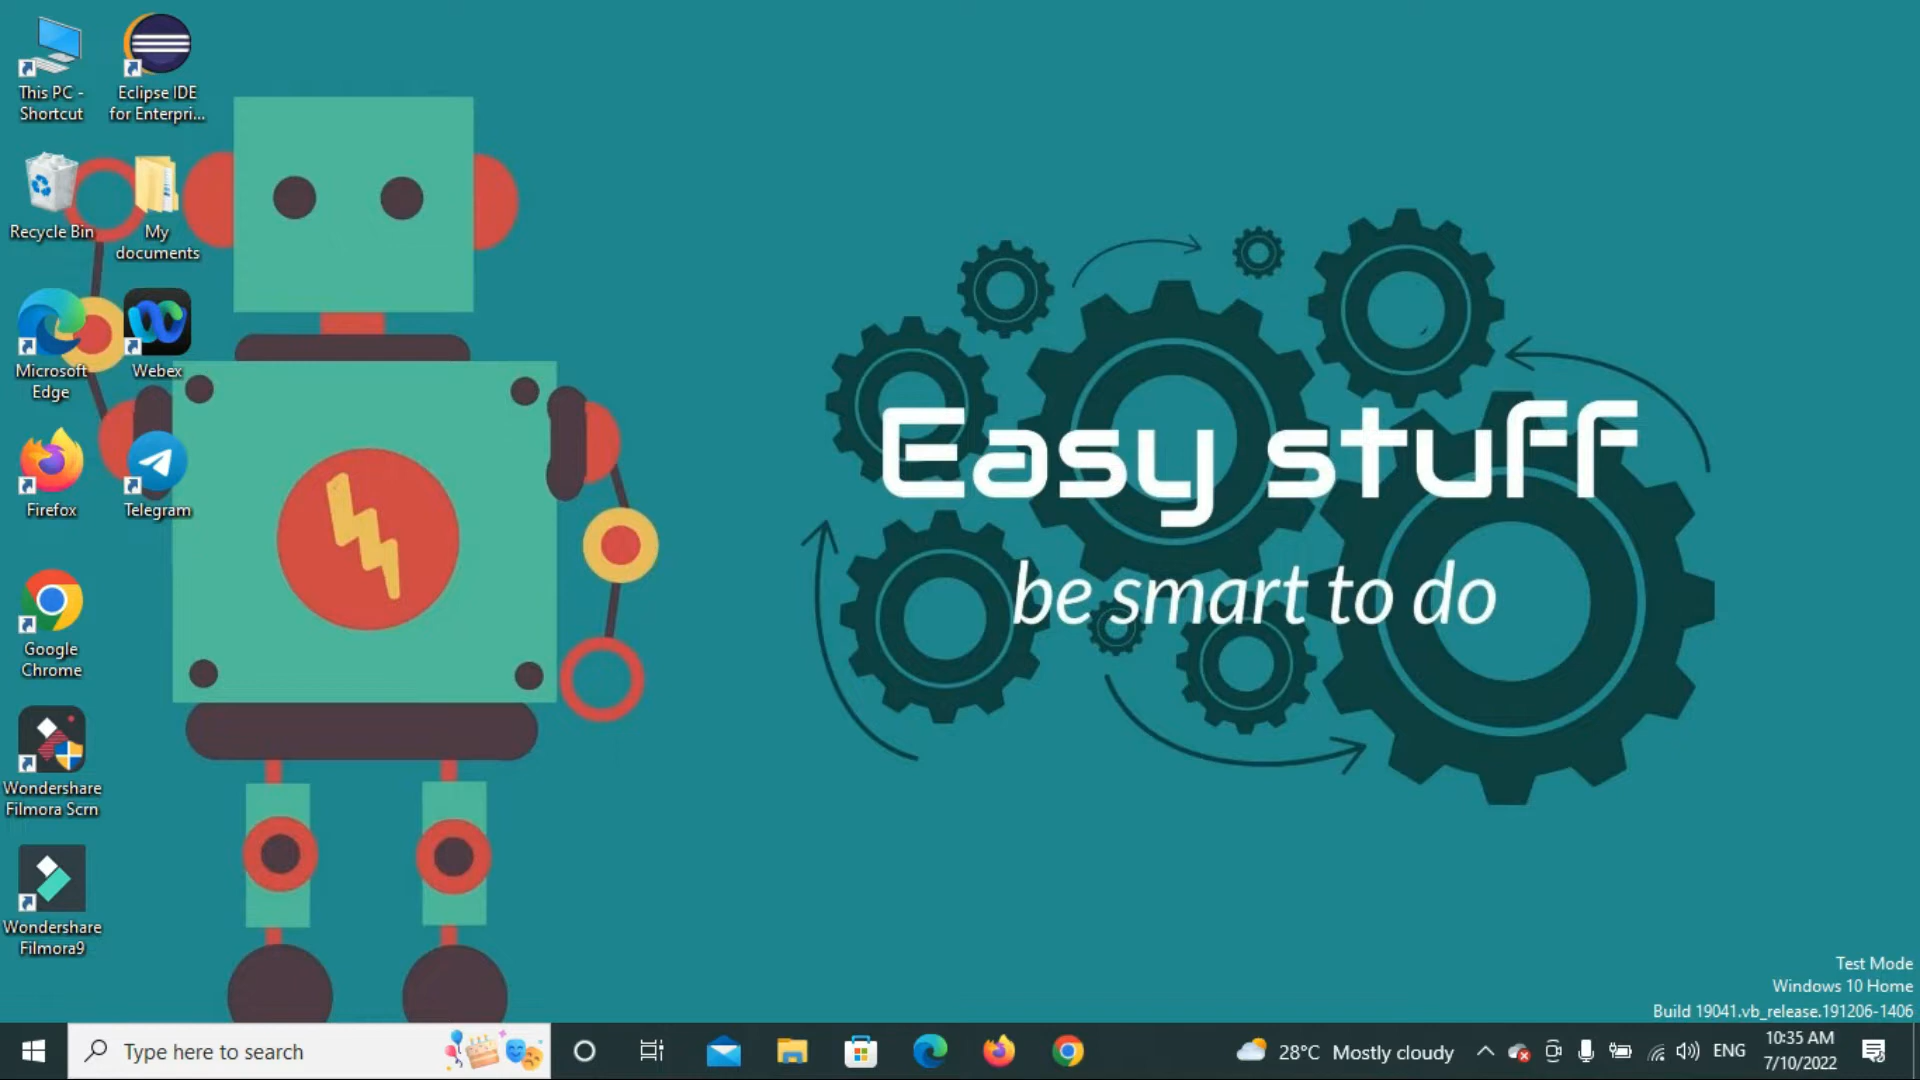 This PC -
Shortcut
Eclipse IDE
for Enterpri...
Recycle Bin
My
documents
Microsoft
Edge
Webex
Firefox
Telegram
Google
Chrome
Wondershare
Filmora Scrn
Wondershare
Filmora9
Easy stuff
be smart to do
Test Mode
Windows 10 Home
Build 19041.vb_release.191206-1406
Type here to search
28°C Mostly cloudy
ENG
10:35 AM
7/10/2022